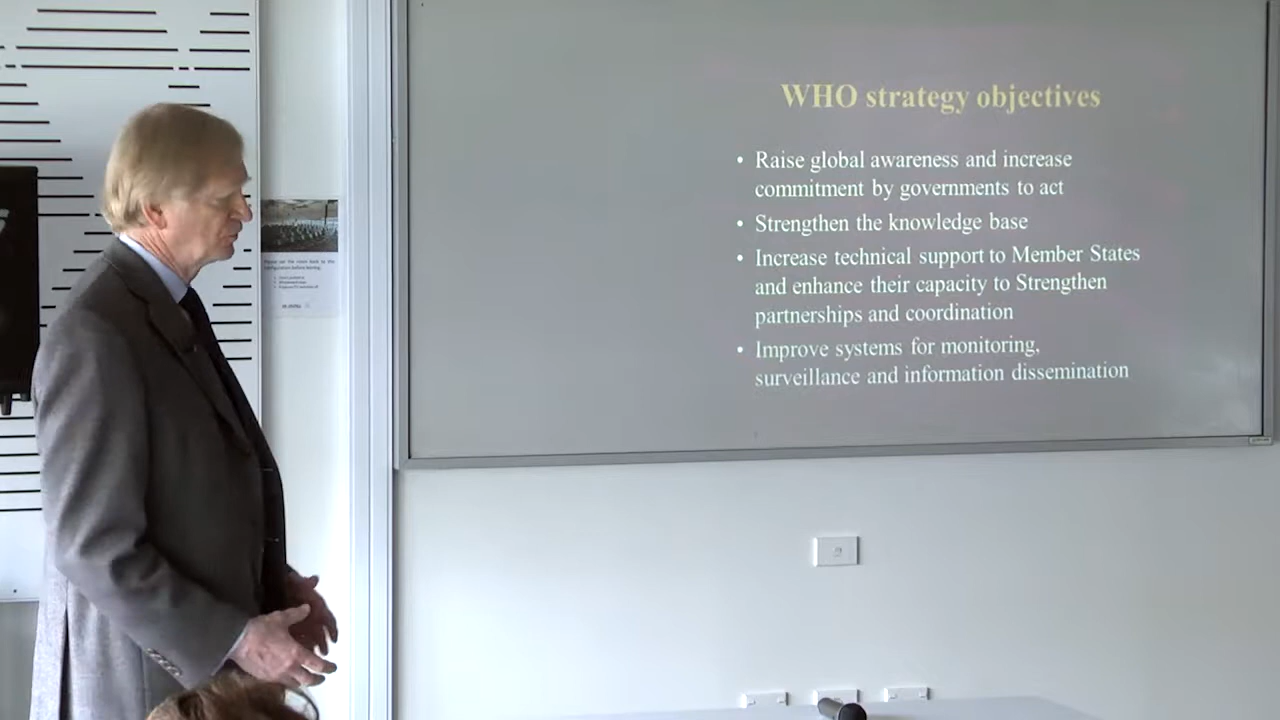 WHO strategy objectives
• Raise global awareness and increase
commitment by governments to act
• Strengthen the knowledge base
• Increase technical support to Member States
and enhance their capacity to Strengthen
partnerships and coordination
• Improve systems for monitoring,
surveillance and information dissemination